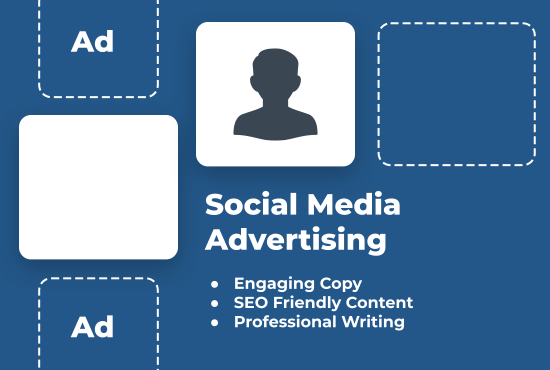 Ad
Social Media
Advertising
• Engaging Copy
• SEO Friendly Content
• Professional Writing
Ad